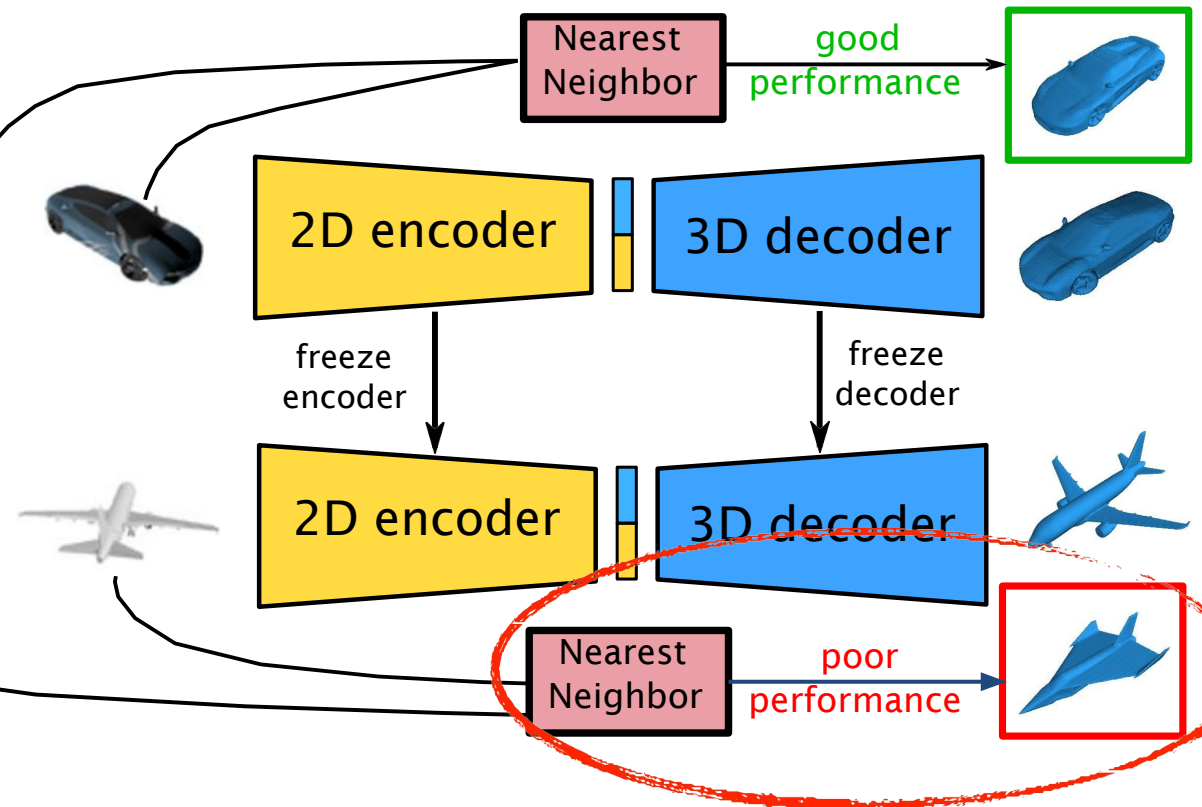 Nearest
Neighbor
good
performance
2D encoder
3D decoder
freeze
encoder
freeze
decoder
2D encoder
3D decoder
Nearest
Neighbor
poor
performance